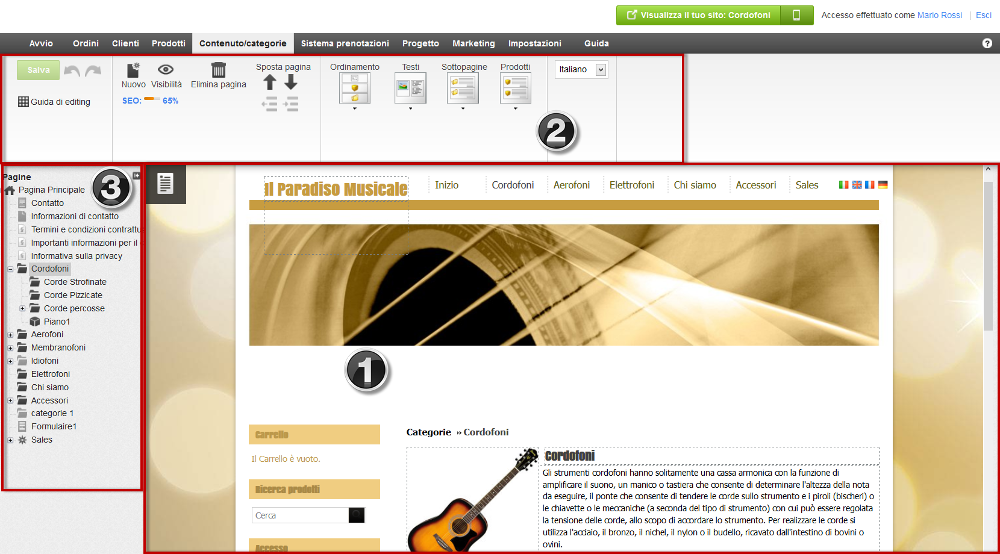 Visualizza il tuo sito: Cordofoni
Accesso effettuato come Mario Rossi | Esci
Avvio Ordini Clienti Prodotti Contenuto/categorie Sistema prenotazioni Progetto Marketing Impostazioni Guida ?
Salva
Guida di editing
Nuovo Visibilità Elimina pagina
SEO: 65%
Sposta pagina
Ordinamento Testi Sottopagine Prodotti
Italiano
2
3
Pagine
Pagina Principale
Contatto
Informazioni di contatto
Termini e condizioni contrattu
Importanti informazioni per il
Informativa sulla privacy
Cordofoni
Corde Strofinate
Corde Pizzicate
Corde percosse
Piano1
Aerofoni
Membranofoni
Idiofoni
Elettrofoni
Chi siamo
Accessori
categorie 1
Formulaire1
Sales
Il Paradiso Musicale
Inizio Cordofoni Aerofoni Elettrofoni Chi siamo Accessori Sales
1
Carrello
Il Carrello è vuoto.
Ricerca prodotti
Cerca
Accesso
Categorie » Cordofoni
Cordofoni
Gli strumenti cordofoni hanno solitamente una cassa armonica con la funzione di
amplificare il suono, un manico o tastiera che consente di determinare l'altezza della nota
da eseguire, il ponte che consente di tendere le corde sullo strumento e i piroli (bischeri) o
le chiavette o le meccaniche (a seconda del tipo di strumento) con cui può essere regolata
la tensione delle corde, allo scopo di accordare lo strumento. Per realizzare le corde si
utilizza l'acciaio, il bronzo, il nichel, il nylon o il budello, ricavato dall'intestino di bovini o
ovini.